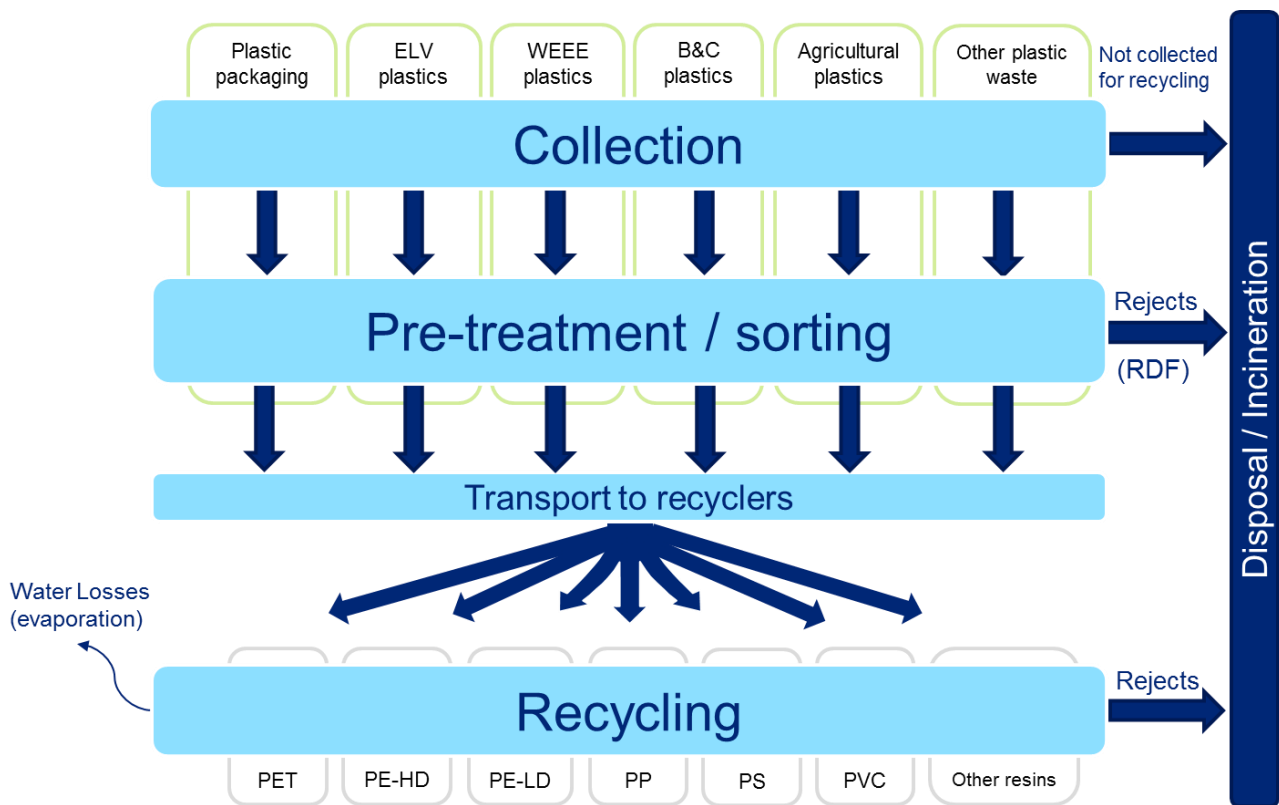 Plastic
packaging
ELV
plastics
WEEE
plastics
B&C
plastics
Agricultural
plastics
Other plastic
waste
Not collected
for recycling
Collection
Pre-treatment / sorting
Rejects
(RDF)
Transport to recyclers
Disposal / Incineration
Water Losses
(evaporation)
Recycling
Rejects
PET
PE-HD
PE-LD
PP
PS
PVC
Other resins